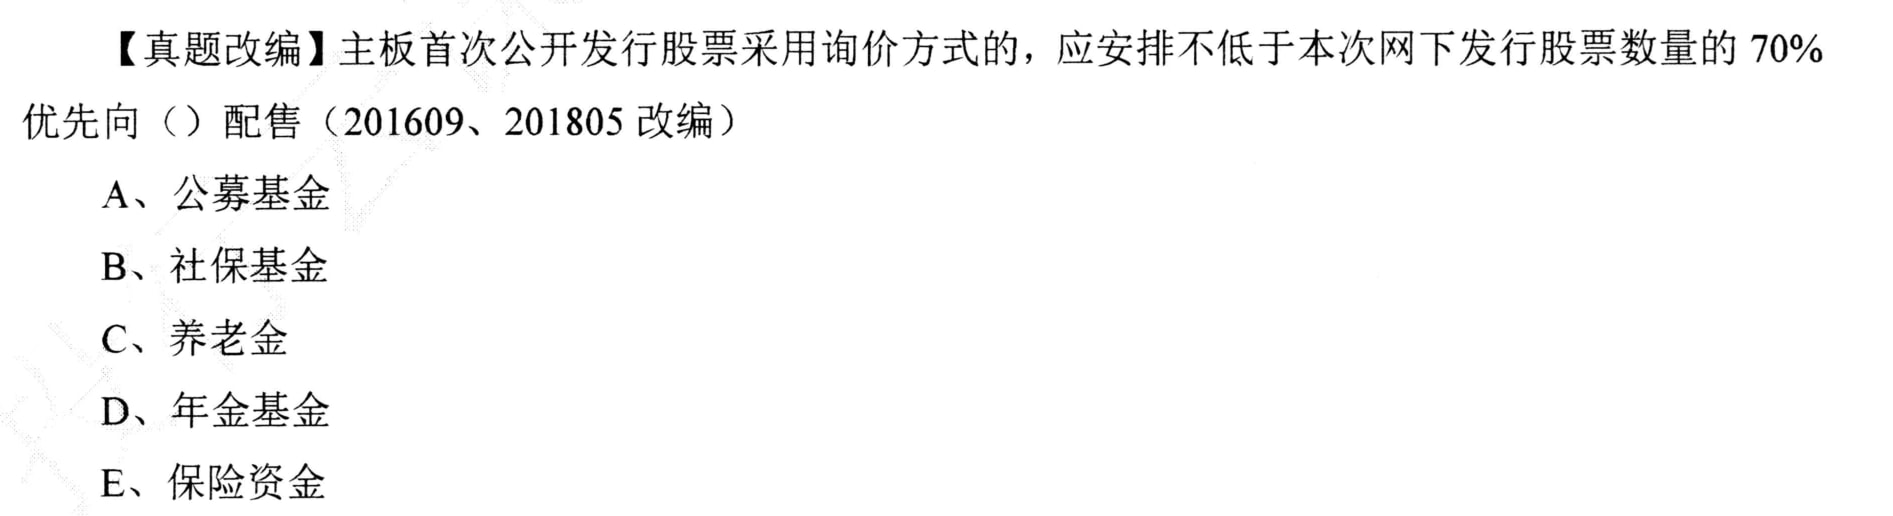 【真题改编】主板首次公开发行股票采用询价方式的，应安排不低于本次网下发行股票数量的 70%
优先向（）配售（201609、201805 改编）
A、公募基金
B、社保基金
C、养老金
D、年金基金
E、保险资金